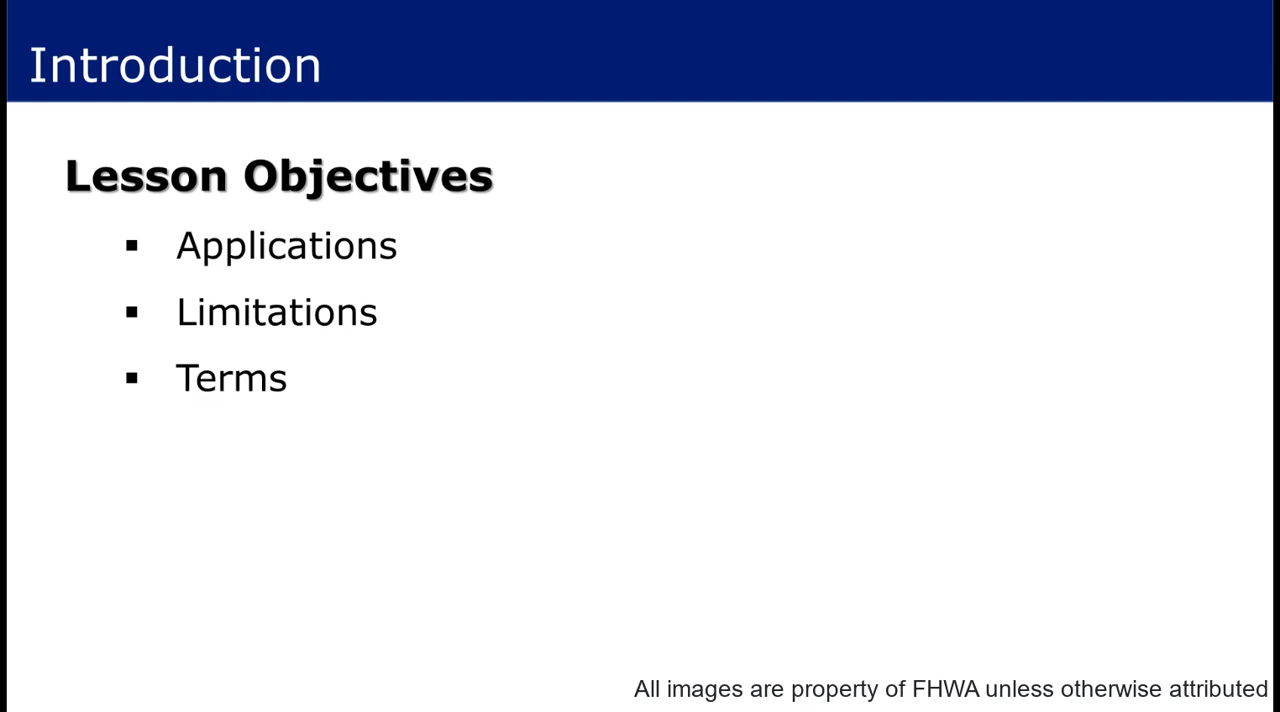 Introduction
Lesson Objectives
▪ Applications
▪ Limitations
▪ Terms
All images are property of FHWA unless otherwise attributed